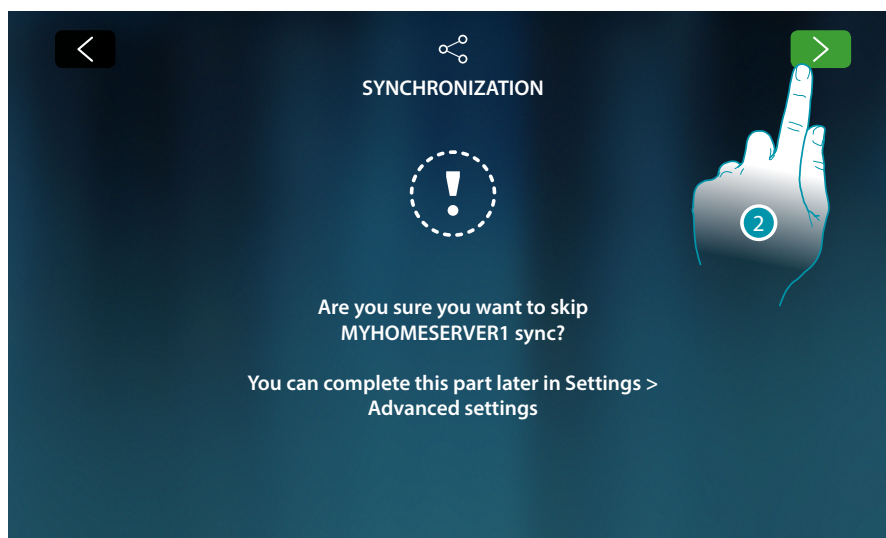 SYNCHRONIZATION
2
Are you sure you want to skip
MYHOMESERVER1 sync?
You can complete this part later in Settings >
Advanced settings